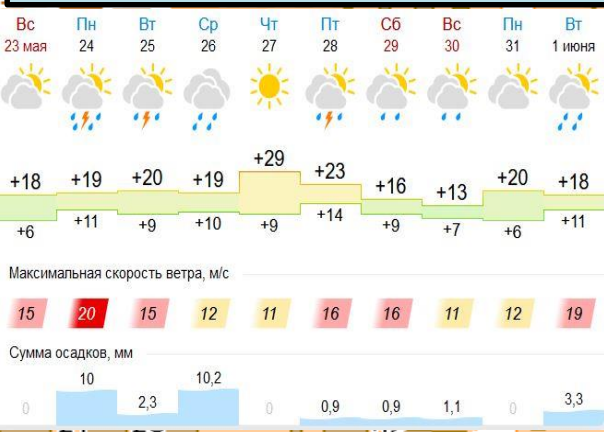 Вс Пн Вт Ср Чт Пт Сб Вс Пн Вт
23 мая 24 25 26 27 28 29 30 31 1 июня
+18 +19 +20 +19 +29 +23 +16 +13 +20 +18
+6 +11 +9 +10 +9 +14 +9 +7 +6 +11
Максимальная скорость ветра, м/с
15 20 15 12 11 16 16 11 12 19
Сумма осадков, мм
0 10 2,3 10,2 0 0,9 0,9 1,1 0 3,3